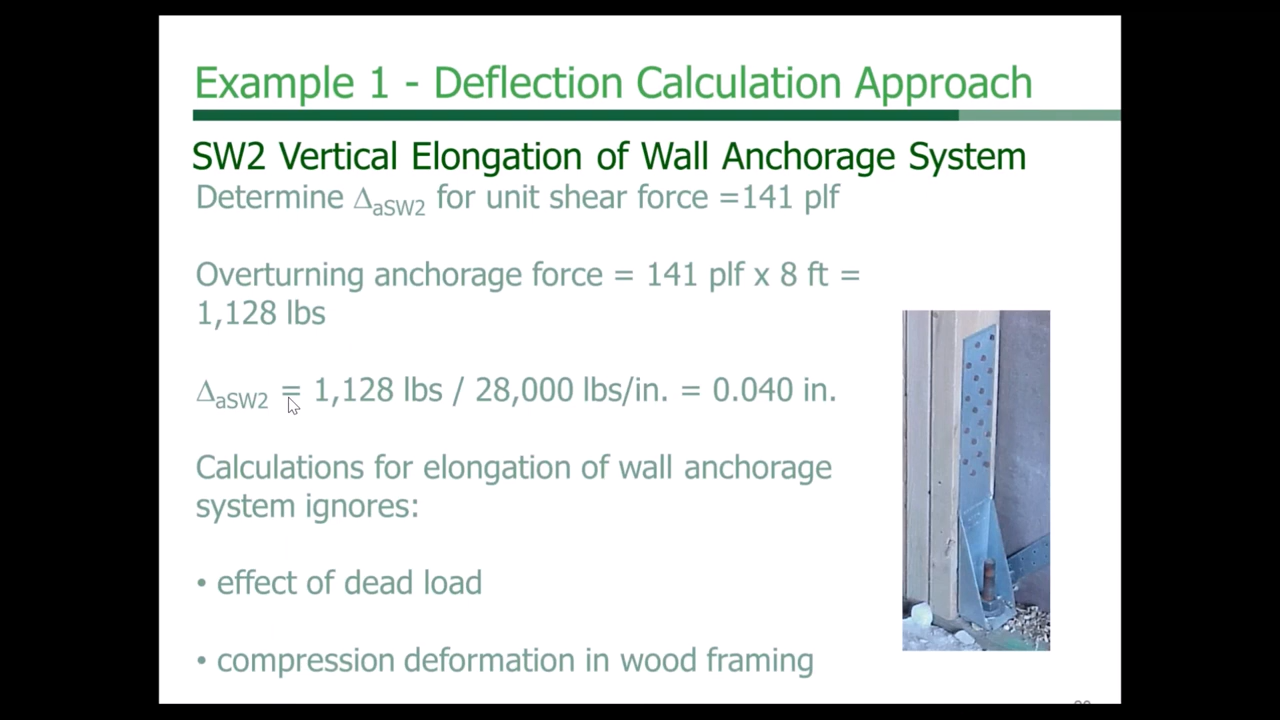 Example 1 - Deflection Calculation Approach
SW2 Vertical Elongation of Wall Anchorage System
Determine ΔaSW2 for unit shear force =141 plf
Overturning anchorage force = 141 plf x 8 ft =
1,128 lbs
ΔaSW2 = 1,128 lbs / 28,000 lbs/in. = 0.040 in.
Calculations for elongation of wall anchorage
system ignores:
• effect of dead load
• compression deformation in wood framing